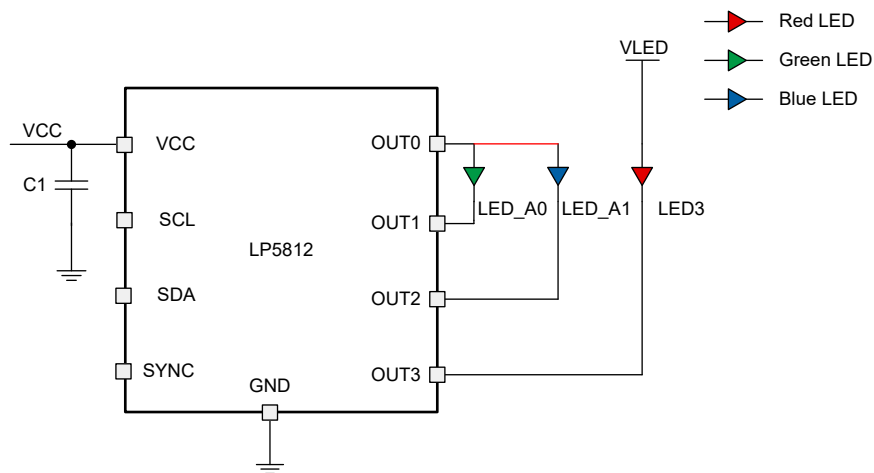 Red LED
Green LED
Blue LED
VLED
VCC
VCC
OUT0
C1
SCL
OUT1
LED_A0
LED_A1
LED3
LP5812
SDA
OUT2
SYNC
OUT3
GND